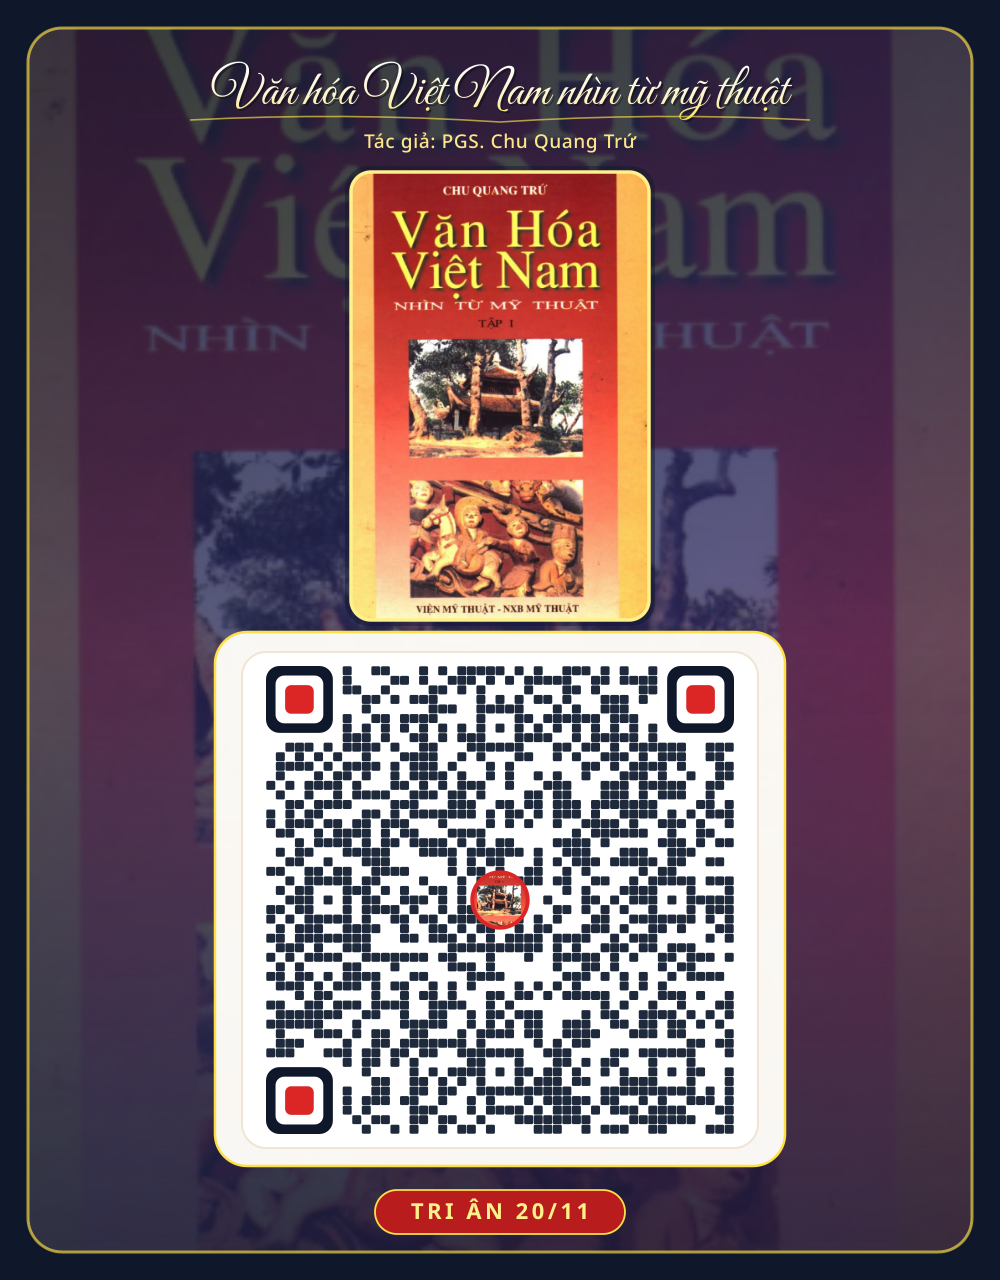 Văn hóa Việt Nam nhìn từ mỹ thuật
Tác giả: PGS. Chu Quang Trứ
CHU QUANG TRỨ
Văn Hóa
Việt Nam
NHÌN TỪ MỸ THUẬT
TẬP I
VIỆN MỸ THUẬT - NXB MỸ THUẬT
TRI ÂN 20/11